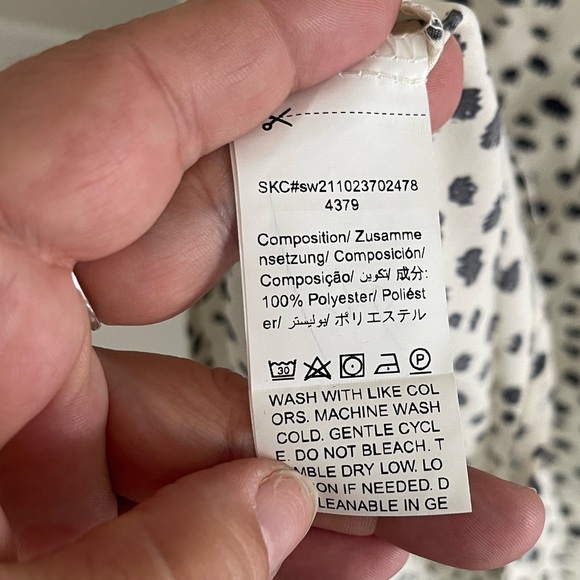 SKC#sw211023702478
4379
Composition/ Zusamme
nsetzung/ Composición/
Composição/ تكوين/ 成分:
100% Polyester/ Poliést
er/ بوليستر/ ポリエステル
30
P
WASH WITH LIKE COL
ORS. MACHINE WASH
COLD. GENTLE CYCL
E. DO NOT BLEACH. T
MBLE DRY LOW. LO
ON IF NEEDED. D
LEANABLE IN GE